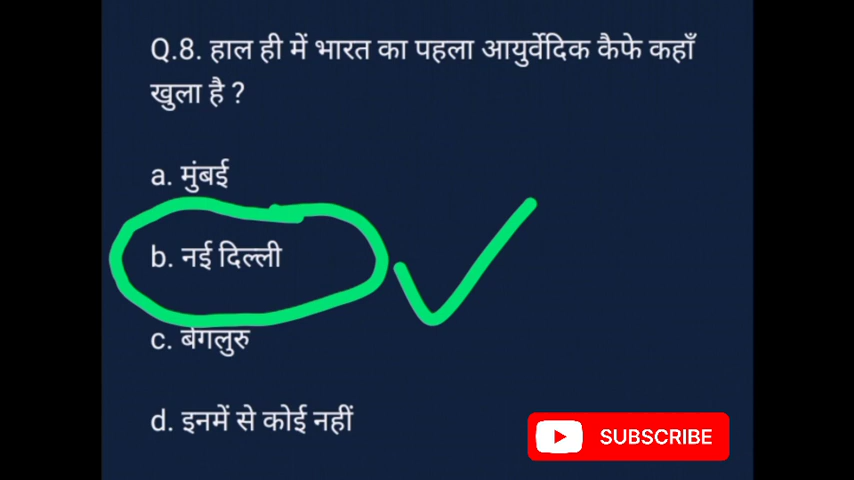 Q.8. हाल ही में भारत का पहला आयुर्वेदिक कैफे कहाँ
खुला है ?
a. मुंबई
b. नई दिल्ली
c. बेंगलुरु
d. इनमें से कोई नहीं
SUBSCRIBE